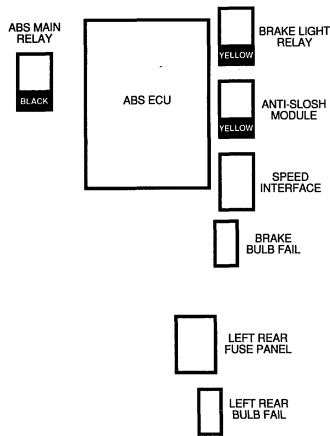 ABS MAIN
RELAY
BLACK
ABS ECU
BRAKE LIGHT
RELAY
YELLOW
ANTI-SLOSH
MODULE
YELLOW
SPEED
INTERFACE
BRAKE
BULB FAIL
LEFT REAR
FUSE PANEL
LEFT REAR
BULB FAIL